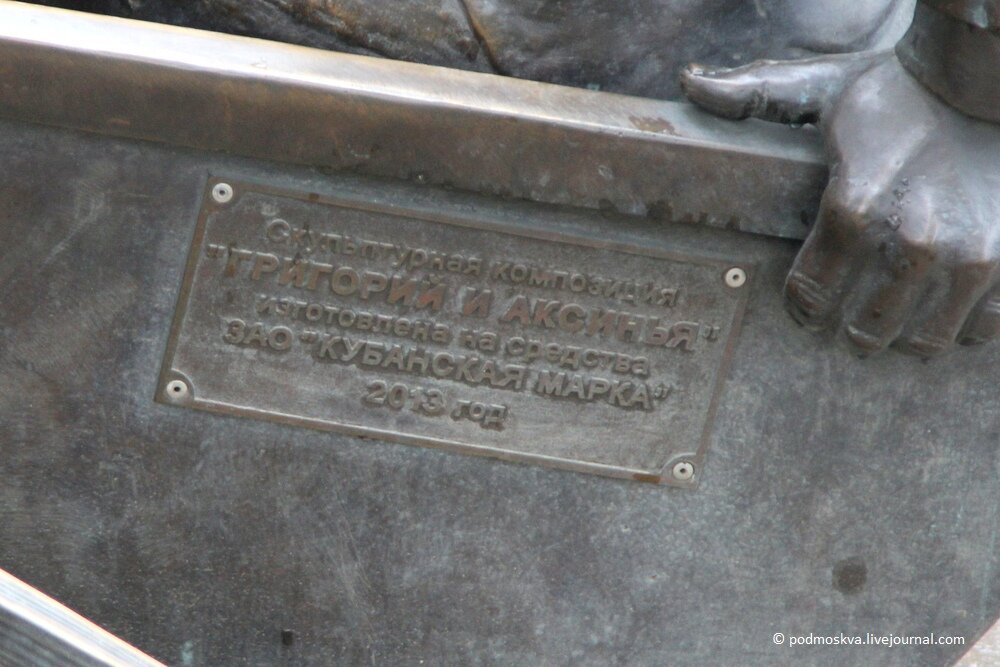 Скульптурная композиция
"ГРИГОРИЙ И АКСИНЬЯ"
изготовлена на средства
ЗАО "КУБАНСКАЯ МАРКА"
2013 год
© podmoskva.livejournal.com